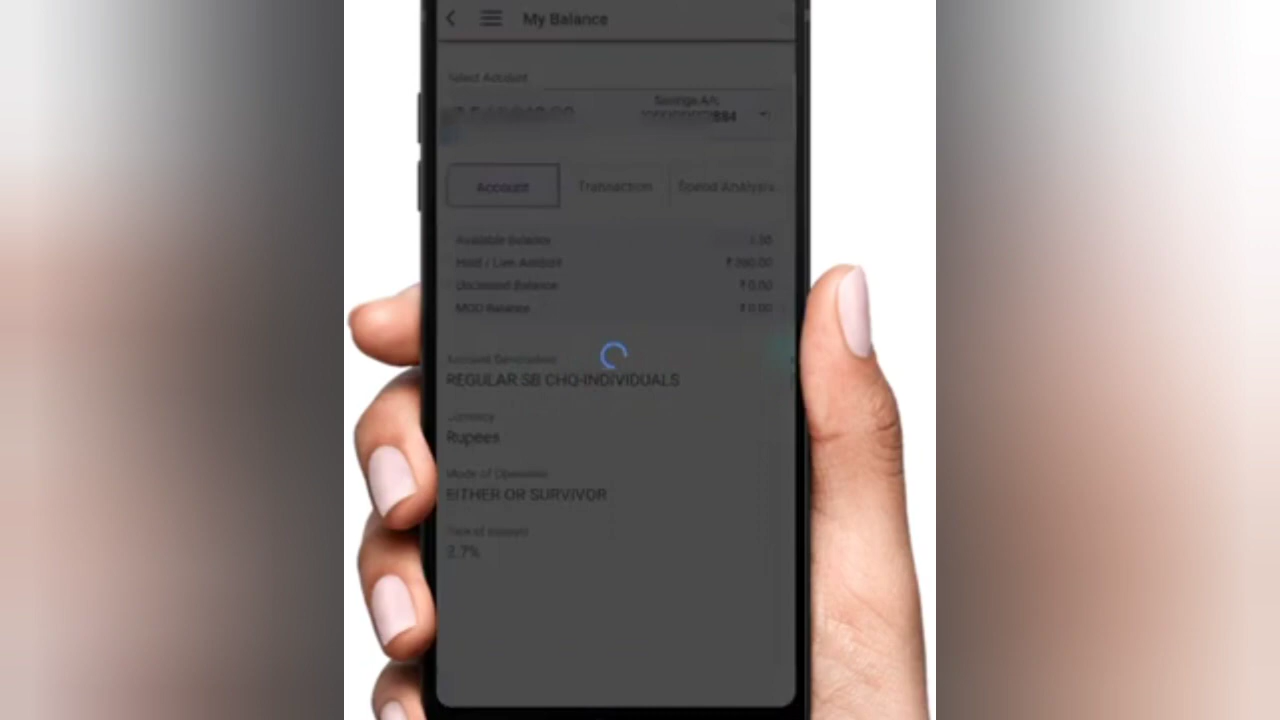 My Balance
Select Account
Savings A/c
884
Account Transaction Spend Analysis
Available Balance
Hold / Lien Amount
Uncleared Balance ₹ 0.00
MOD Balance ₹ 0.00
Account Description
REGULAR SB CHQ-INDIVIDUALS
Currency
Rupees
Mode of Operation
EITHER OR SURVIVOR
Rate of Interest
2.7%